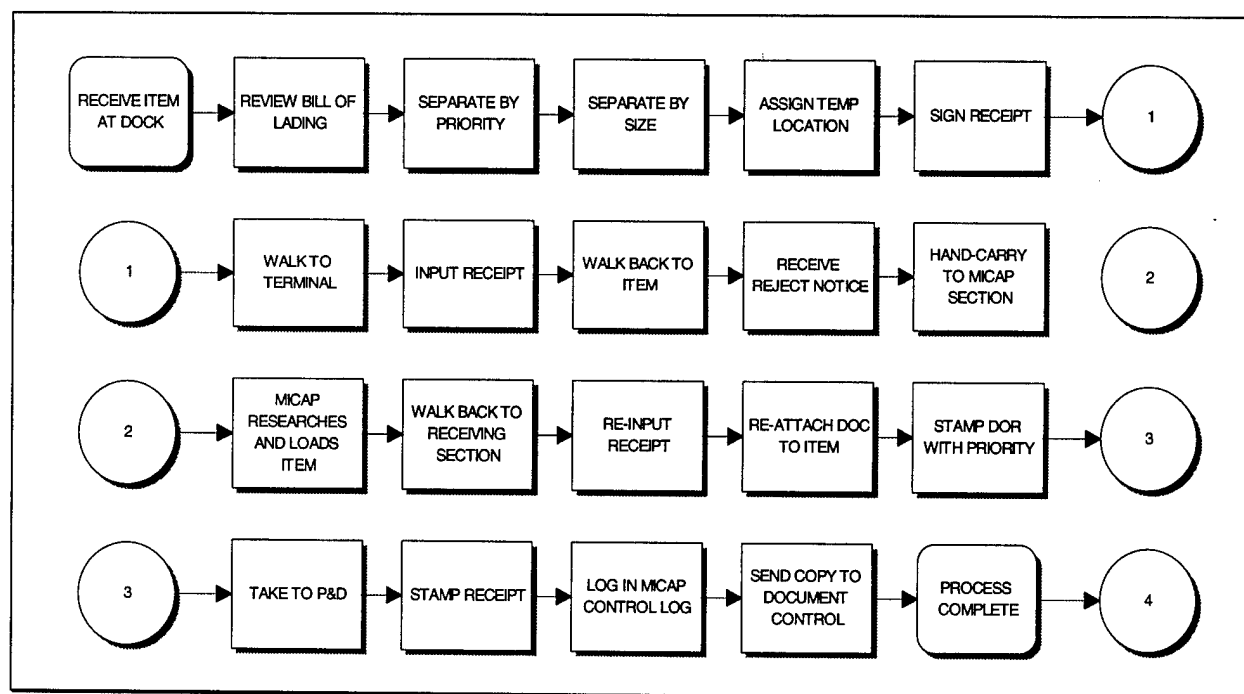 RECEIVE ITEM
AT DOCK
REVIEW BILL OF
LADING
SEPARATE BY
PRIORITY
SEPARATE BY
SIZE
ASSIGN TEMP
LOCATION
SIGN RECEIPT
1
1
WALK TO
TERMINAL
INPUT RECEIPT
WALK BACK TO
ITEM
RECEIVE
REJECT NOTICE
HAND-CARRY
TO MICAP
SECTION
2
2
MICAP
RESEARCHES
AND LOADS
ITEM
WALK BACK TO
RECEIVING
SECTION
RE-INPUT
RECEIPT
RE-ATTACH DOC
TO ITEM
STAMP DOR
WITH PRIORITY
3
3
TAKE TO P&D
STAMP RECEIPT
LOG IN MICAP
CONTROL LOG
SEND COPY TO
DOCUMENT
CONTROL
PROCESS
COMPLETE
4